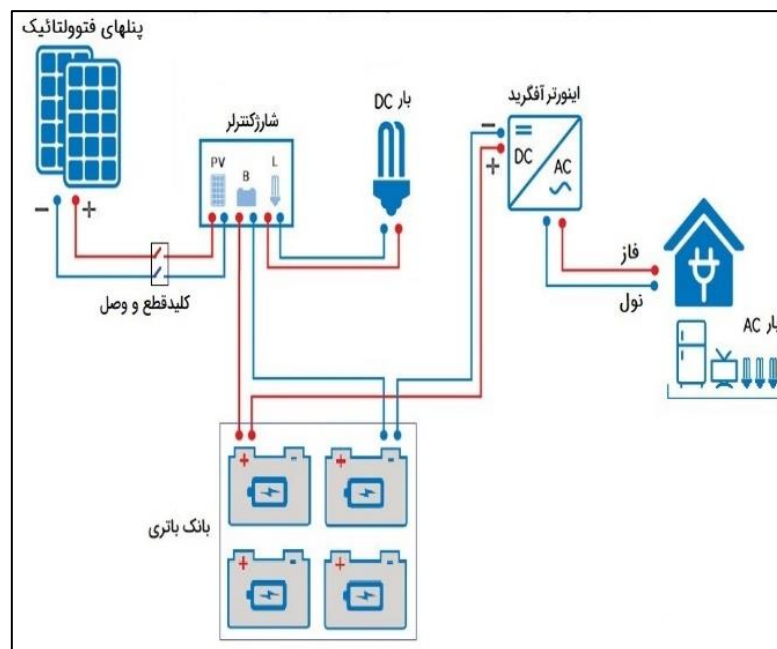 پنلهای فتوولتائیک
شارژکنترلر
PV
B
L
بار DC
اینورتر آفگرید
DC
AC
−
+
−
+
کلیدقطع و وصل
فاز
نول
بار AC
بانک باتری
+
-
+
-
+
-
+
-